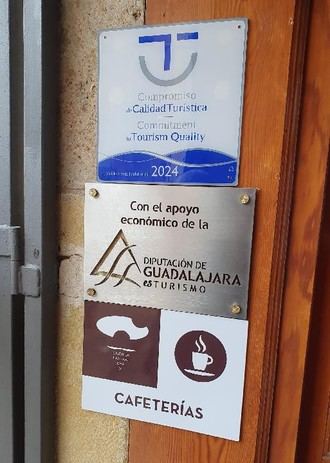 Compromiso
de Calidad Turística
Commitment
to Tourism Quality
2024
Con el apoyo
económico de la
DIPUTACIÓN DE
GUADALAJARA
es TURISMO
CAFETERÍAS